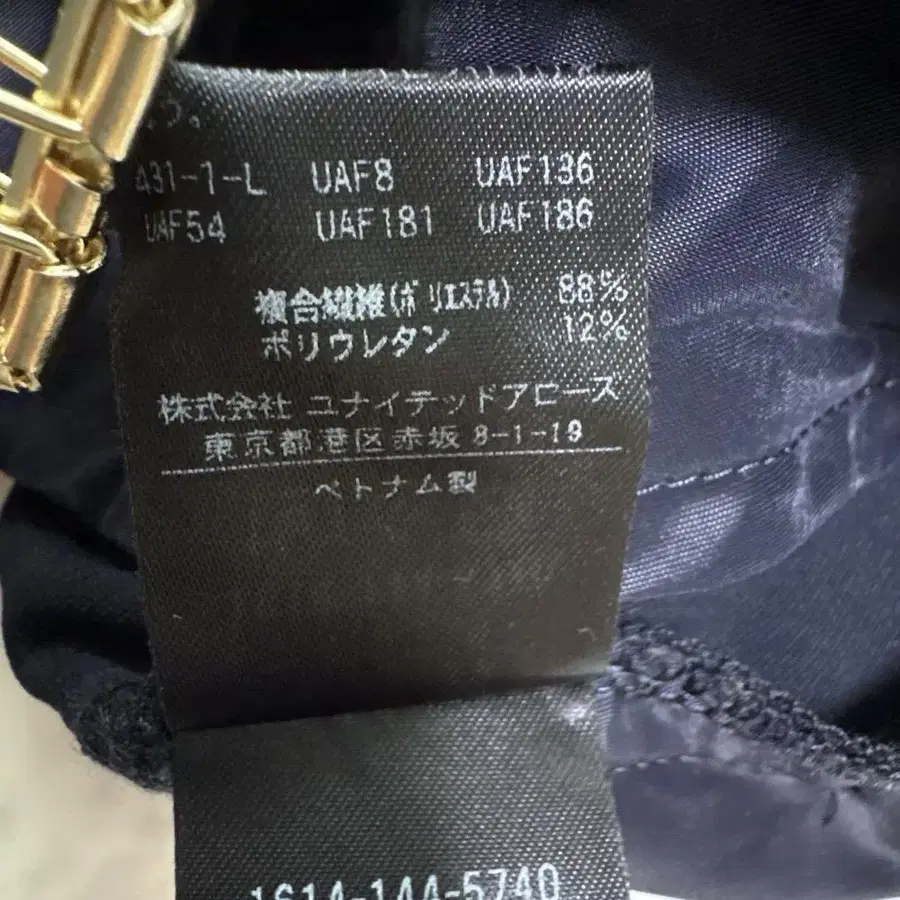 う。
431-1-L UAF8 UAF136
UAF54 UAF181 UAF186
複合繊維(ポリエステル) 88%
ポリウレタン 12%
株式会社 ユナイテッドアローズ
東京都港区赤坂 8-1-19
ベトナム製
1614-144-5740